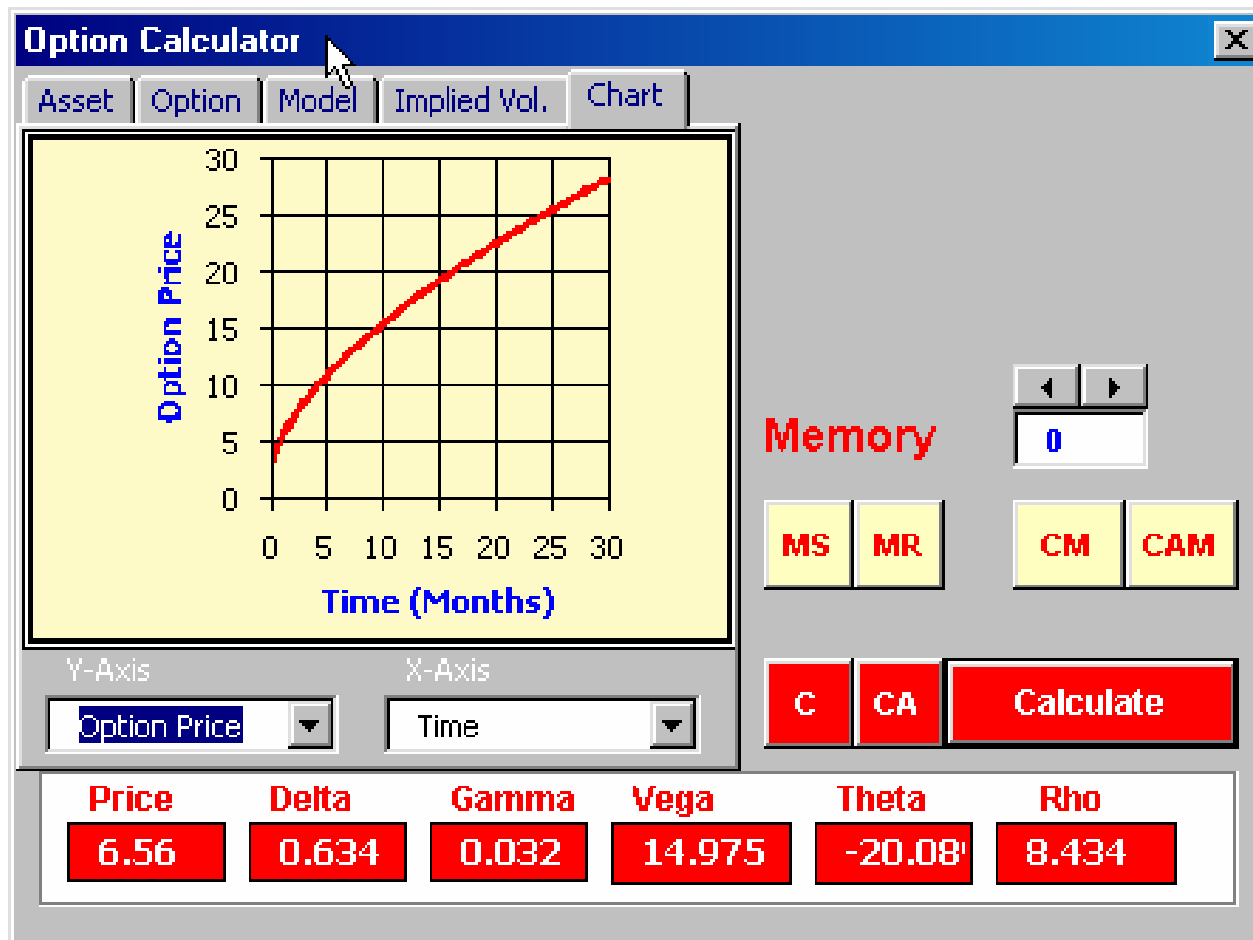 Option Calculator
Asset Option Model Implied Vol. Chart
30
25
20
15
10
5
0
Option Price
0 5 10 15 20 25 30
Time (Months)
Memory
0
MS MR CM CAM
Y-Axis X-Axis
Option Price Time
C CA Calculate
Price Delta Gamma Vega Theta Rho
6.56 0.634 0.032 14.975 -20.08 8.434